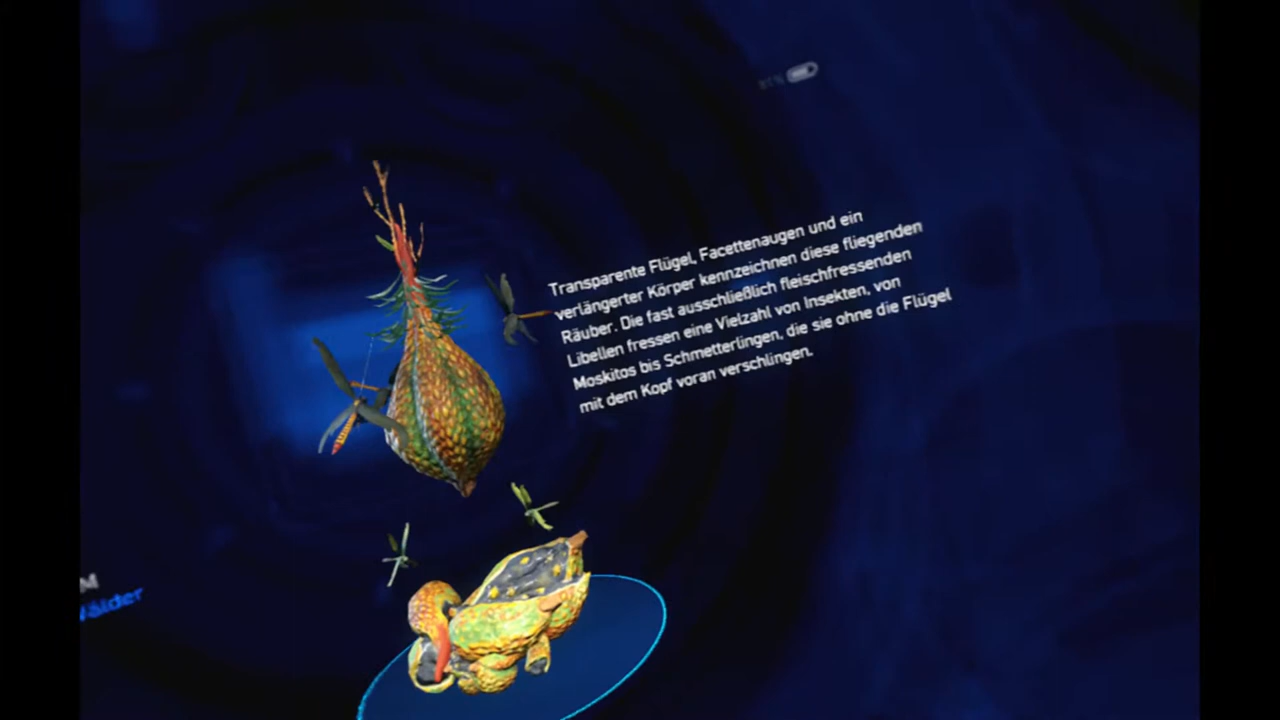 Transparente Flügel, Facettenaugen und ein
verlängerter Körper kennzeichnen diese fliegenden
Räuber. Die fast ausschließlich fleischfressenden
Libellen fressen eine Vielzahl von Insekten, von
Moskitos bis Schmetterlingen, die sie ohne die Flügel
mit dem Kopf voran verschlingen.
M
wälder